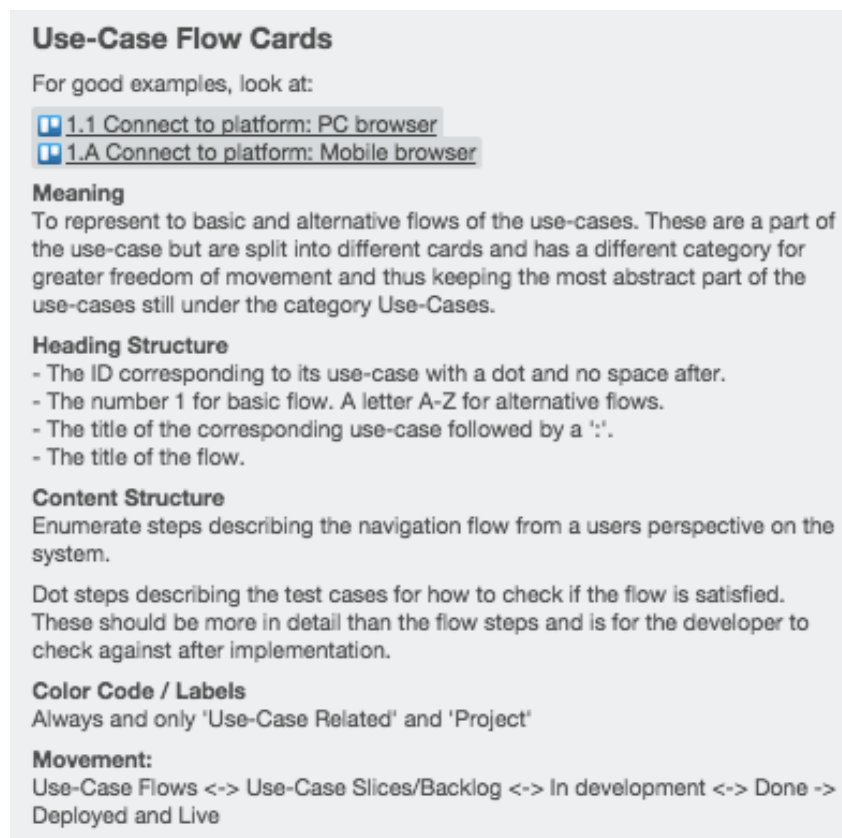 Use-Case Flow Cards
For good examples, look at:
1.1 Connect to platform: PC browser
1.A Connect to platform: Mobile browser
Meaning
To represent to basic and alternative flows of the use-cases. These are a part of
the use-case but are split into different cards and has a different category for
greater freedom of movement and thus keeping the most abstract part of the
use-cases still under the category Use-Cases.
Heading Structure
- The ID corresponding to its use-case with a dot and no space after.
- The number 1 for basic flow. A letter A-Z for alternative flows.
- The title of the corresponding use-case followed by a ':'.
- The title of the flow.
Content Structure
Enumerate steps describing the navigation flow from a users perspective on the
system.
Dot steps describing the test cases for how to check if the flow is satisfied.
These should be more in detail than the flow steps and is for the developer to
check against after implementation.
Color Code / Labels
Always and only 'Use-Case Related' and 'Project'
Movement:
Use-Case Flows <-> Use-Case Slices/Backlog <-> In development <-> Done ->
Deployed and Live